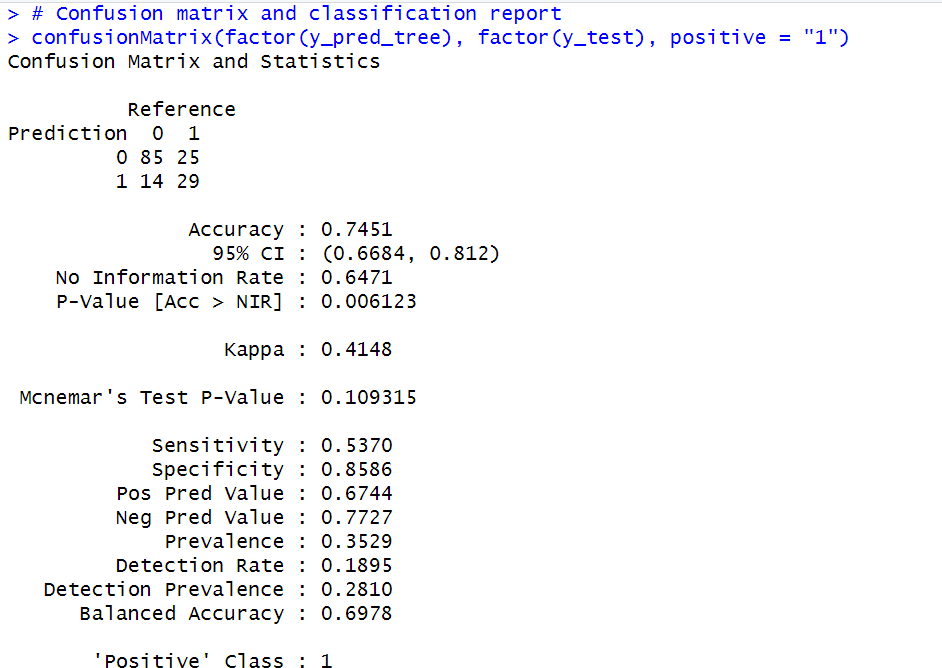 > # Confusion matrix and classification report
> confusionMatrix(factor(y_pred_tree), factor(y_test), positive = "1")
Confusion Matrix and Statistics
Reference
Prediction 0 1
0 85 25
1 14 29
Accuracy : 0.7451
95% CI : (0.6684, 0.812)
No Information Rate : 0.6471
P-Value [Acc > NIR] : 0.006123
Kappa : 0.4148
Mcnemar's Test P-Value : 0.109315
Sensitivity : 0.5370
Specificity : 0.8586
Pos Pred Value : 0.6744
Neg Pred Value : 0.7727
Prevalence : 0.3529
Detection Rate : 0.1895
Detection Prevalence : 0.2810
Balanced Accuracy : 0.6978
'Positive' Class : 1